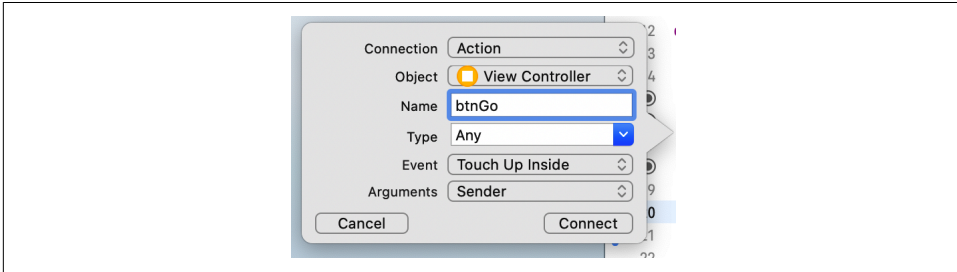 Connection Action
Object View Controller
Name btnGo
Type Any
Event Touch Up Inside
Arguments Sender
Cancel Connect